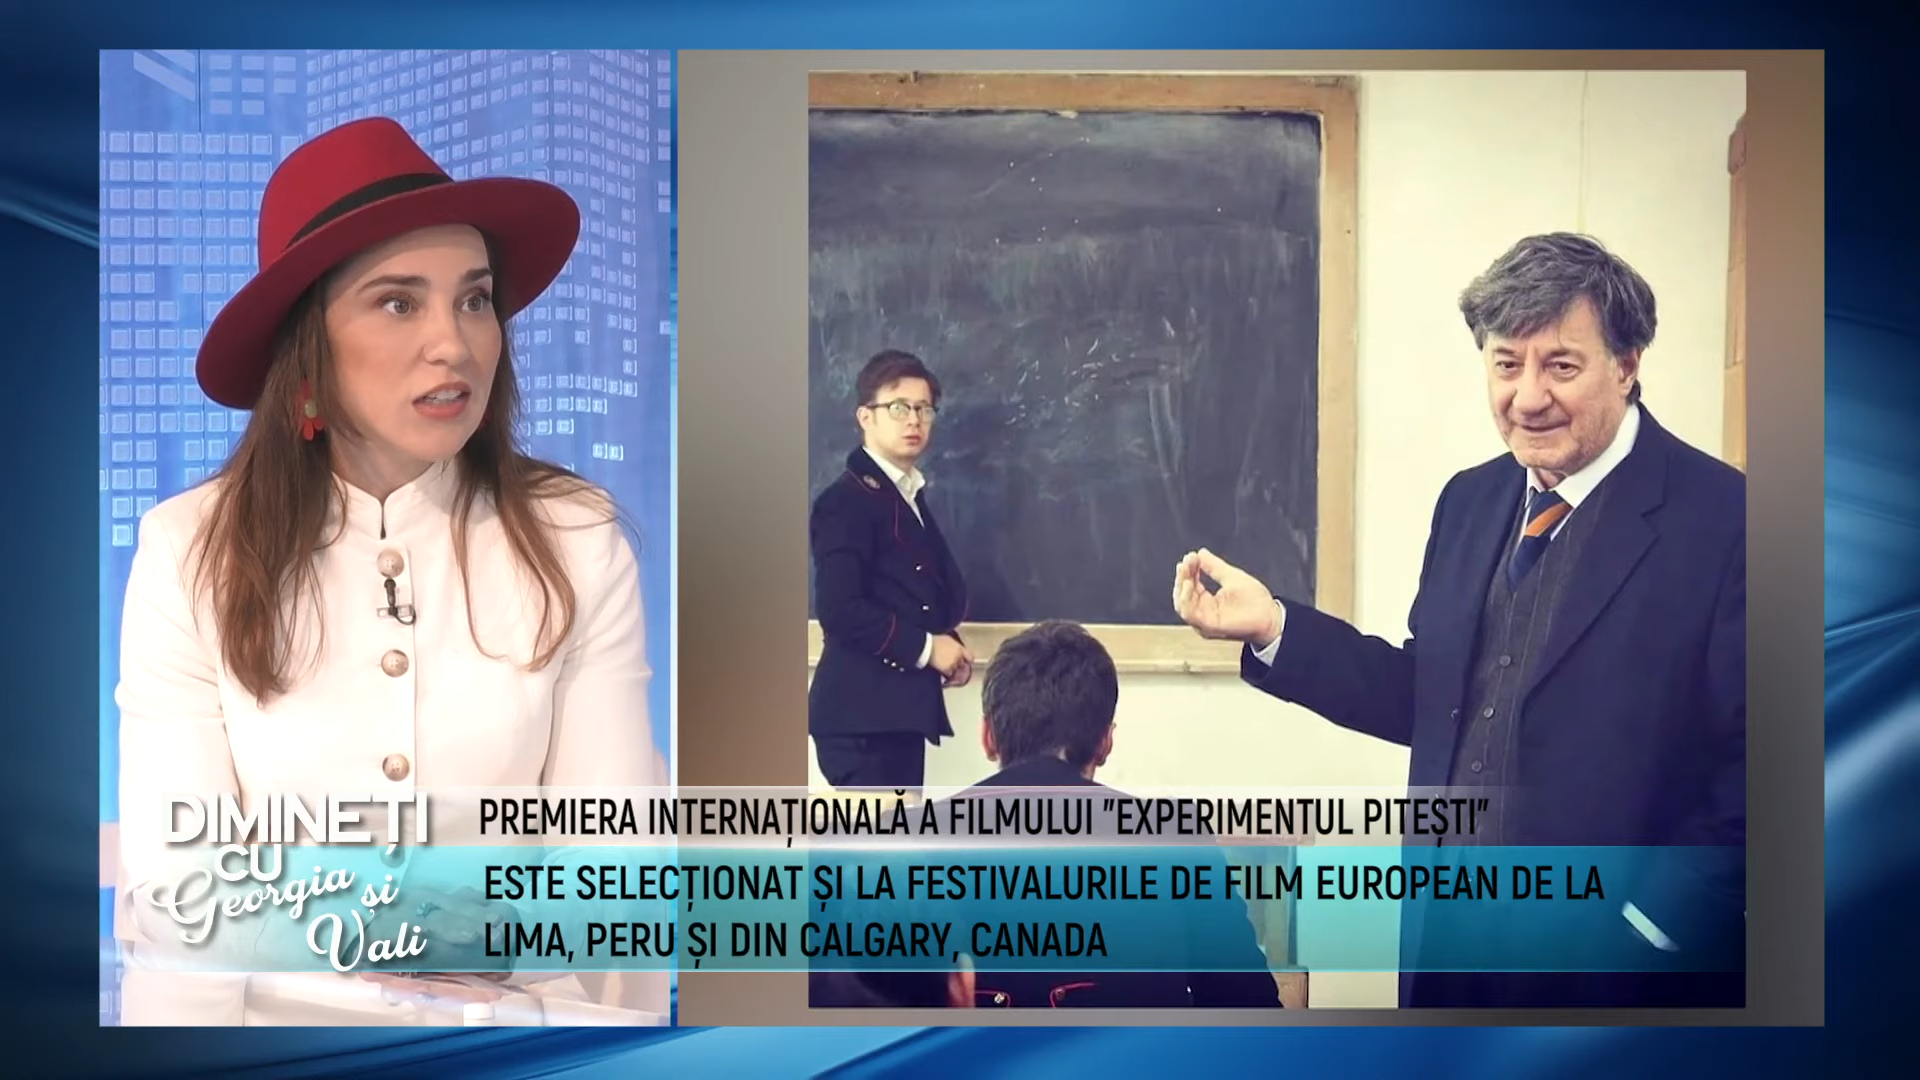 DIMINEȚI
CU
Georgia
și
Vali
PREMIERA INTERNAȚIONALĂ A FILMULUI "EXPERIMENTUL PITEȘTI"
ESTE SELECȚIONAT ȘI LA FESTIVALURILE DE FILM EUROPEAN DE LA
LIMA, PERU ȘI DIN CALGARY, CANADA